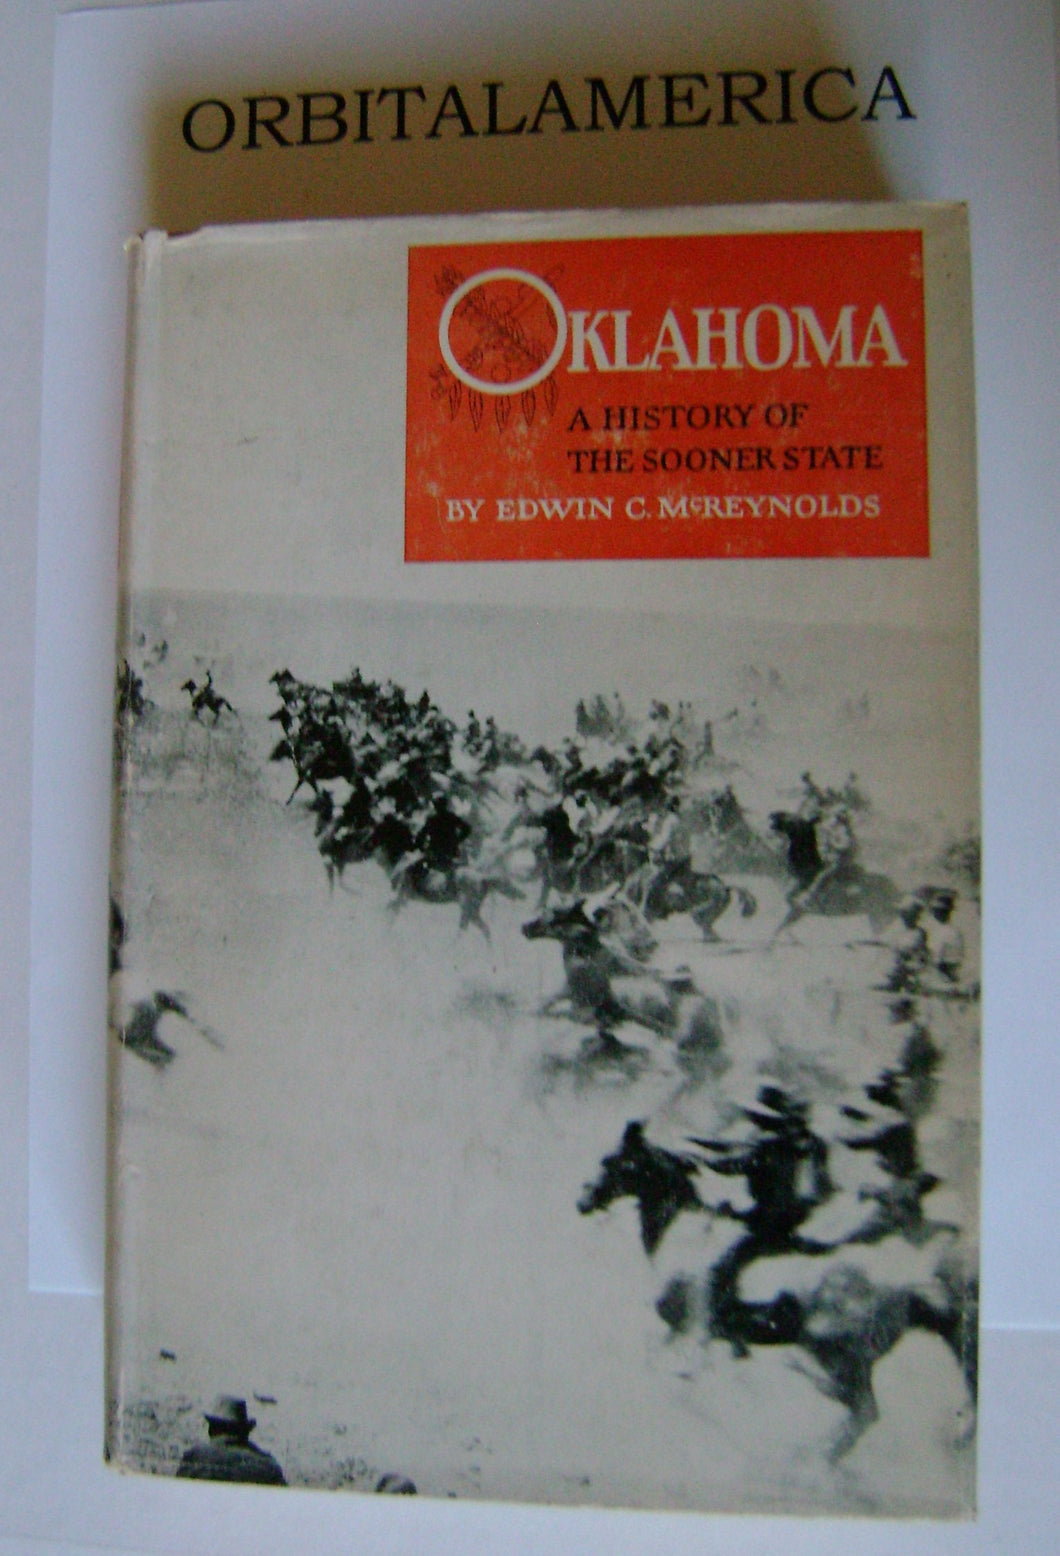 ORBITALAMERICA
OKLAHOMA
A HISTORY OF
THE SOONER STATE
BY EDWIN C. McREYNOLDS